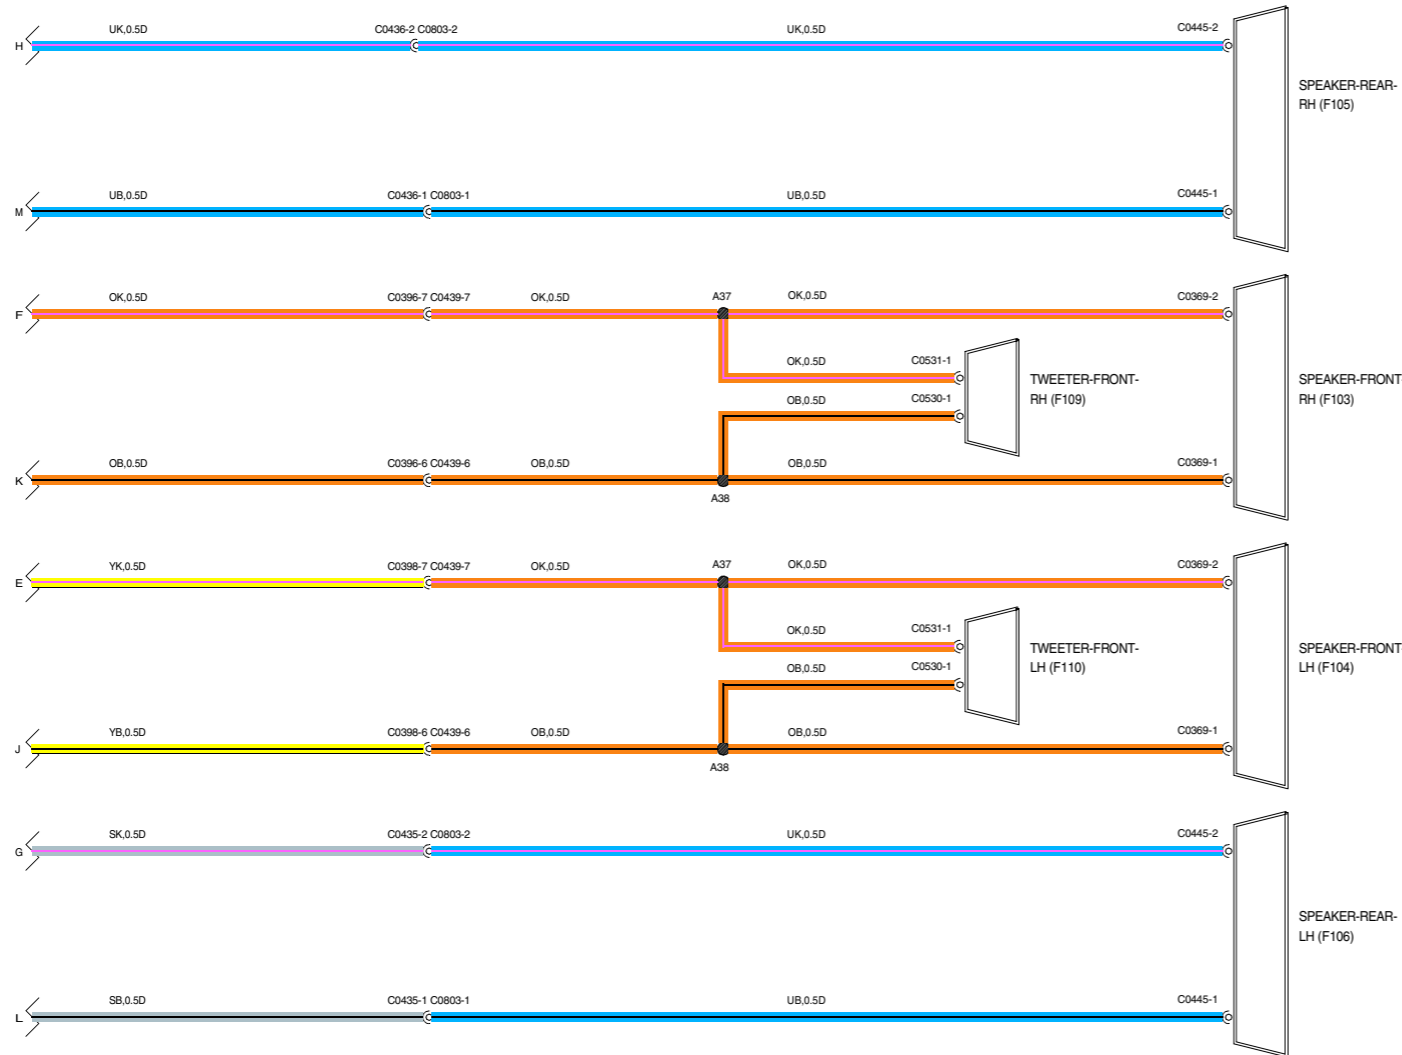 UK,0.5D C0436-2 C0803-2 UK,0.5D C0445-2
H
SPEAKER-REAR-
RH (F105)
UB,0.5D C0436-1 C0803-1 UB,0.5D C0445-1
M
OK,0.5D C0396-7 C0439-7 OK,0.5D A37 OK,0.5D C0369-2
F
OK,0.5D C0531-1
TWEETER-FRONT-
RH (F109)
SPEAKER-FRONT-
RH (F103)
OB,0.5D C0530-1
OB,0.5D C0396-6 C0439-6 OB,0.5D OB,0.5D C0369-1
K
A38
YK,0.5D C0398-7 C0439-7 OK,0.5D A37 OK,0.5D C0369-2
E
OK,0.5D C0531-1
TWEETER-FRONT-
LH (F110)
SPEAKER-FRONT-
LH (F104)
OB,0.5D C0530-1
YB,0.5D C0398-6 C0439-6 OB,0.5D OB,0.5D C0369-1
J
A38
SK,0.5D C0435-2 C0803-2 UK,0.5D C0445-2
G
SPEAKER-REAR-
LH (F106)
SB,0.5D C0435-1 C0803-1 UB,0.5D C0445-1
L